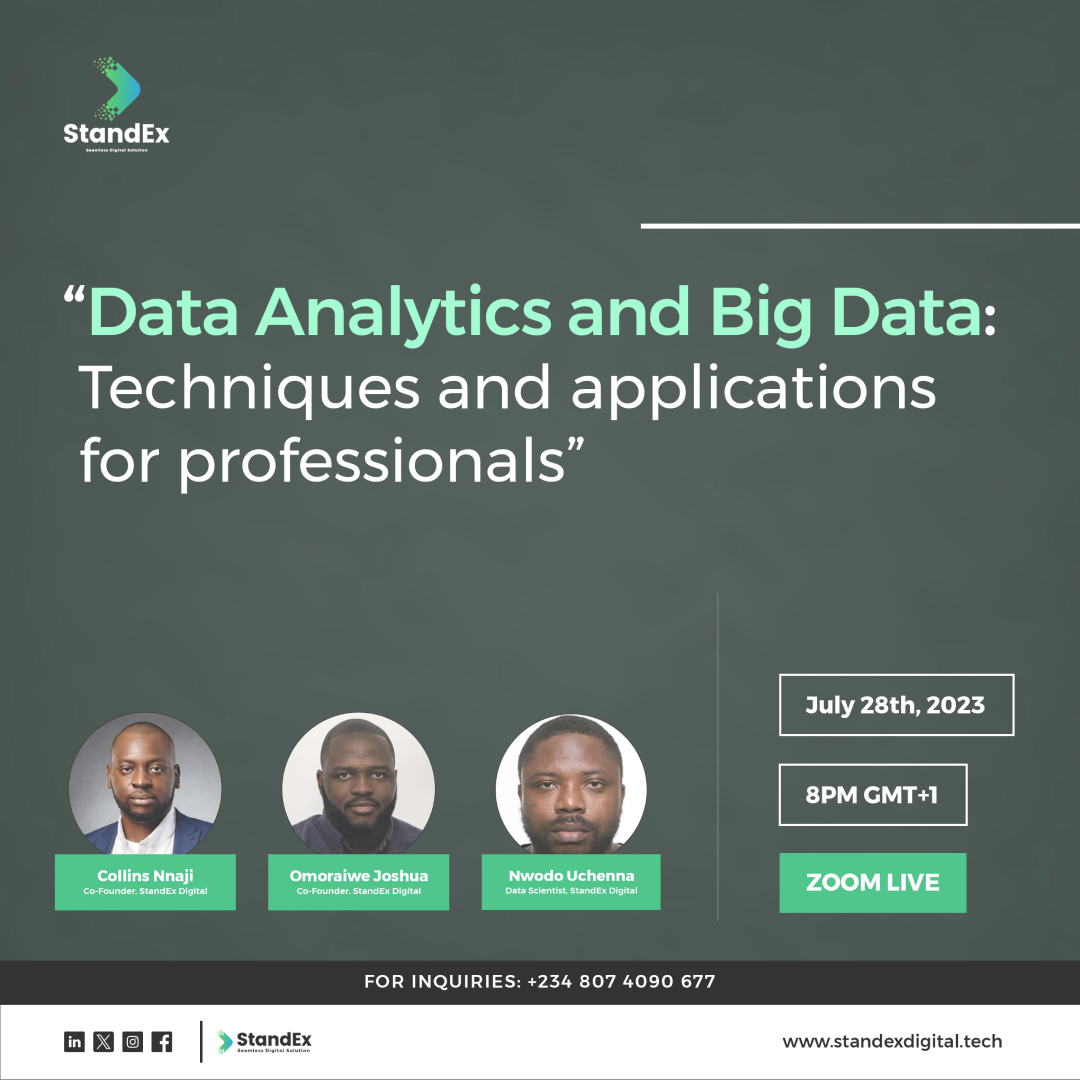 StandEx
Seamless Digital Solution
“Data Analytics and Big Data:
Techniques and applications
for professionals”
Collins Nnaji
Co-Founder, StandEx Digital
Omoraiwe Joshua
Co-Founder. StandEx Digital
Nwodo Uchenna
Data Scientist, StandEx Digital
July 28th, 2023
8PM GMT+1
ZOOM LIVE
FOR INQUIRIES: +234 807 4090 677
StandEx
Seamless Digital Solution
www.standexdigital.tech